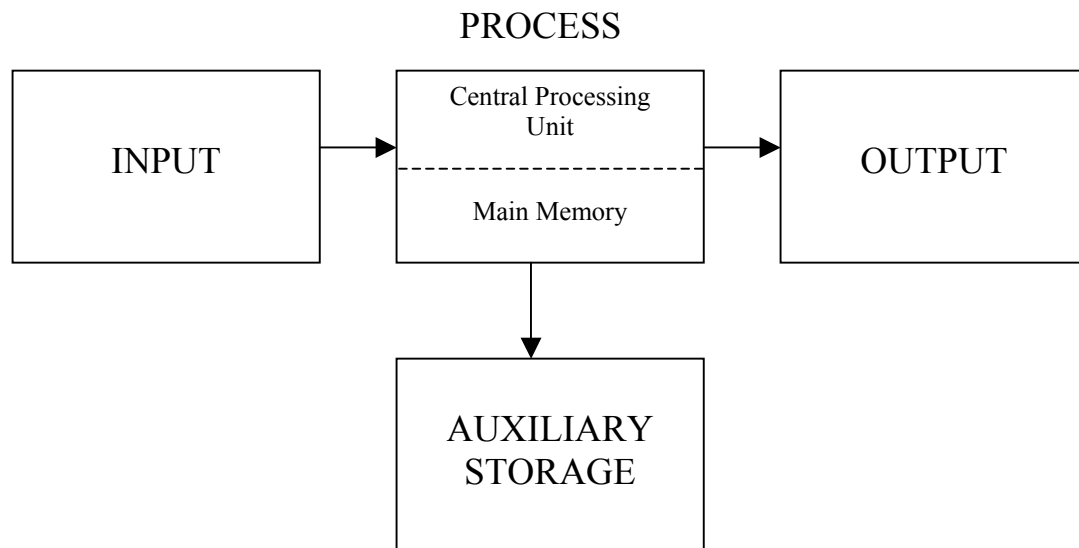 PROCESS
INPUT
Central Processing
Unit
Main Memory
OUTPUT
AUXILIARY
STORAGE